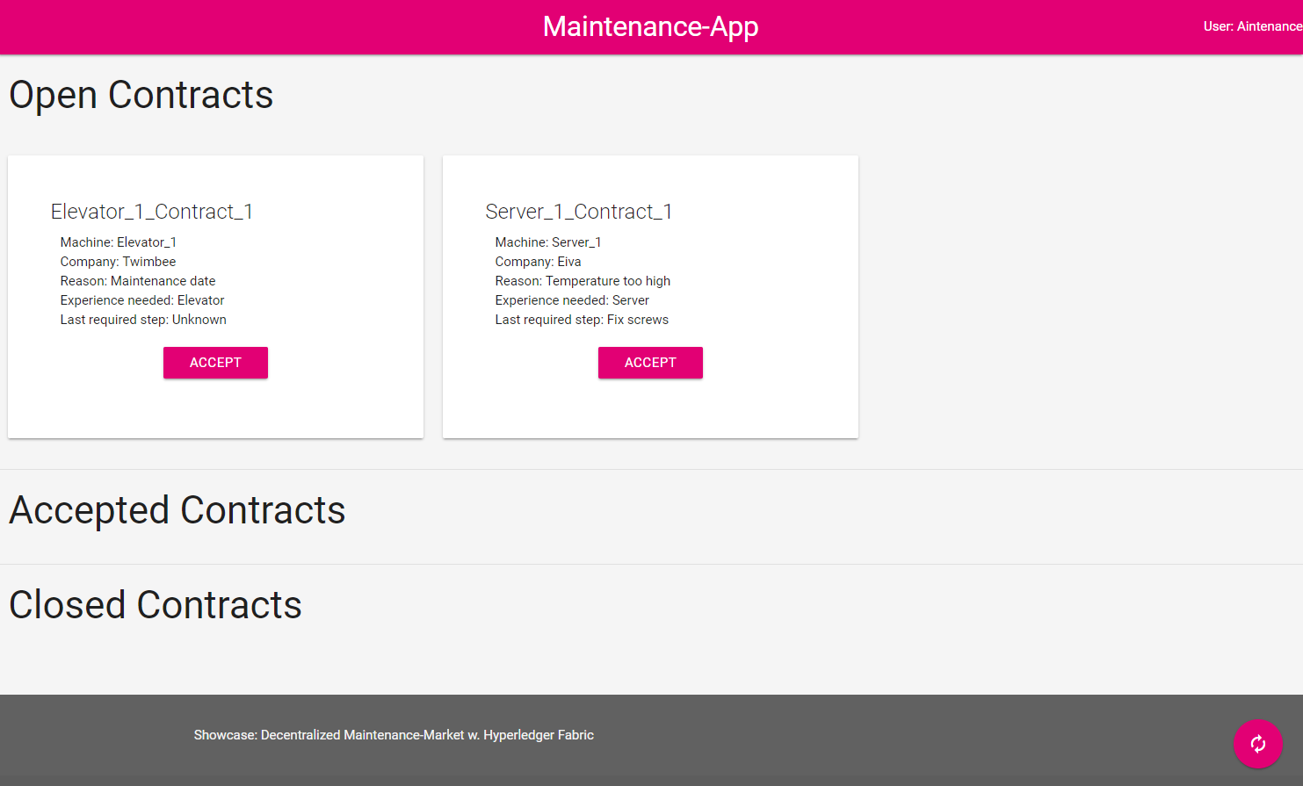 Maintenance-App
User: Aintenance
Open Contracts
Elevator_1_Contract_1
Machine: Elevator_1
Company: Twimbee
Reason: Maintenance date
Experience needed: Elevator
Last required step: Unknown
ACCEPT
Server_1_Contract_1
Machine: Server_1
Company: Eiva
Reason: Temperature too high
Experience needed: Server
Last required step: Fix screws
ACCEPT
Accepted Contracts
Closed Contracts
Showcase: Decentralized Maintenance-Market w. Hyperledger Fabric